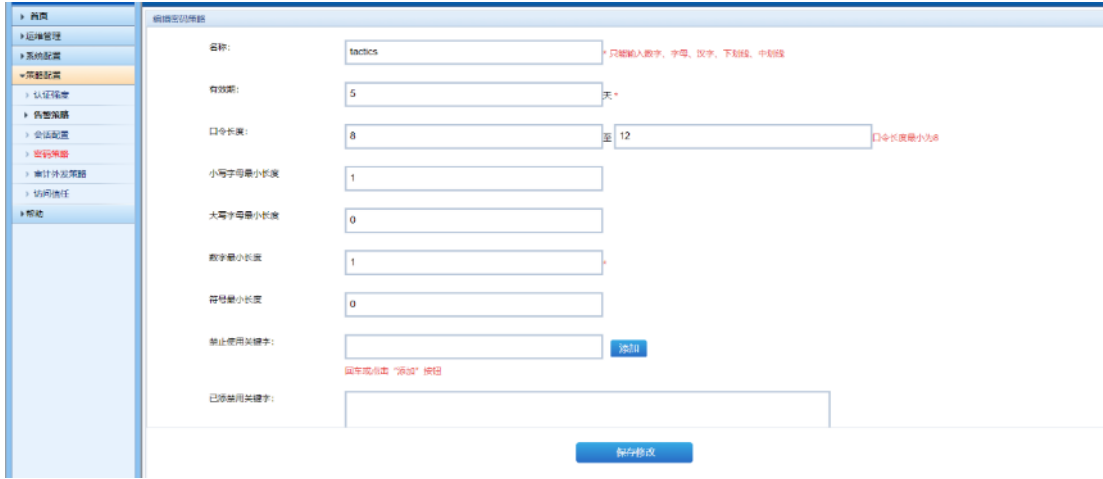 首页
运维管理
系统配置
策略配置
认证强度
告警策略
会话配置
密码策略
审计外发策略
访问信任
帮助
编辑密码策略
名称： tactics * 只能输入数字、字母、汉字、下划线、中划线
有效期： 5 天 *
口令长度： 8 至 12 口令长度最小为8
小写字母最小长度 1
大写字母最小长度 0
数字最小长度 1 *
符号最小长度 0
禁止使用关键字： 添加
回车或点击“添加”按钮
已添禁用关键字：
保存修改